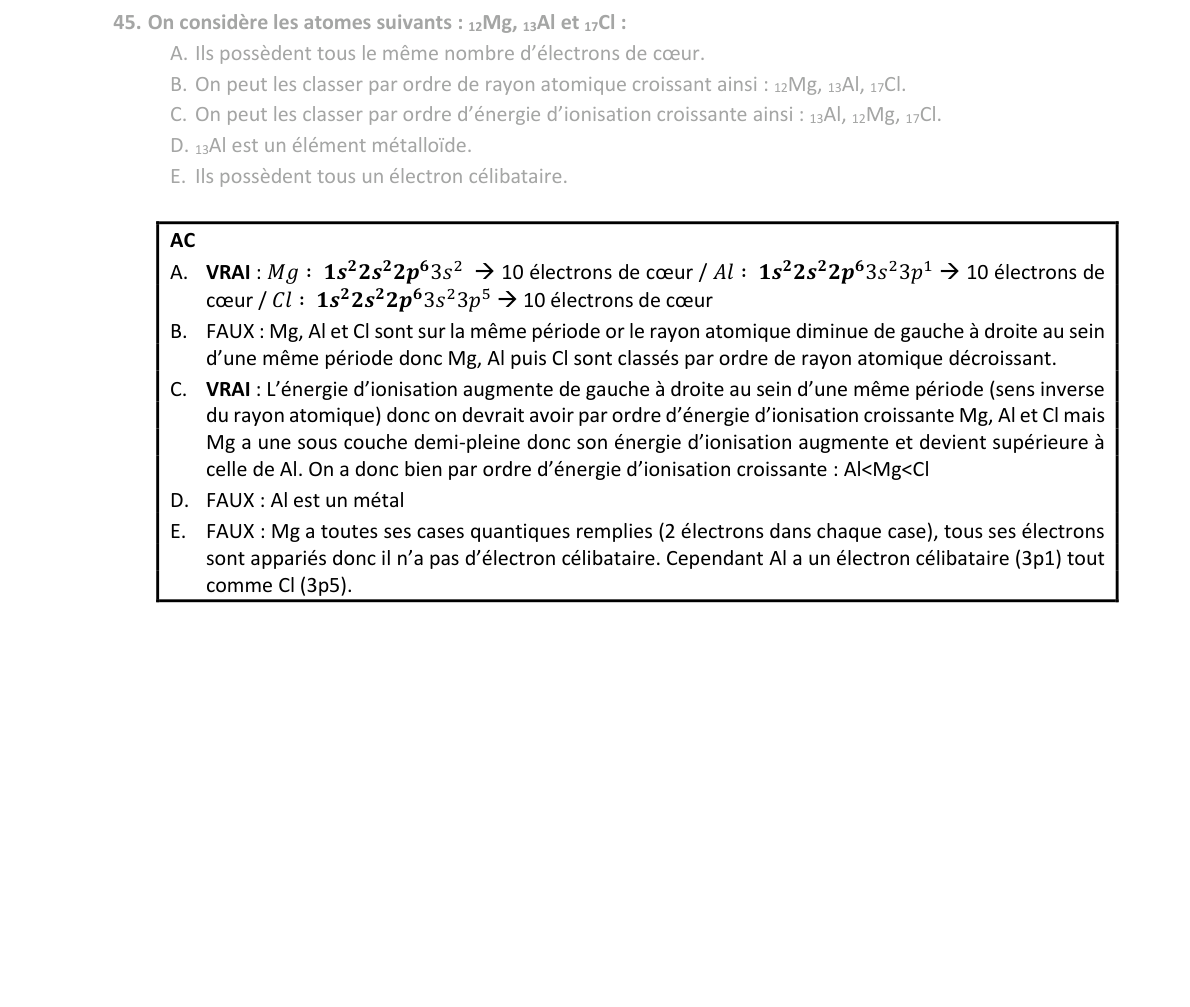 45. On considère les atomes suivants : ₁₂Mg, ₁₃Al et ₁₇Cl :
A. Ils possèdent tous le même nombre d’électrons de cœur.
B. On peut les classer par ordre de rayon atomique croissant ainsi : ₁₂Mg, ₁₃Al, ₁₇Cl.
C. On peut les classer par ordre d’énergie d’ionisation croissante ainsi : ₁₃Al, ₁₂Mg, ₁₇Cl.
D. ₁₃Al est un élément métalloïde.
E. Ils possèdent tous un électron célibataire.
AC
A. VRAI : Mg : 1s²2s²2p⁶3s² → 10 électrons de cœur / Al : 1s²2s²2p⁶3s²3p¹ → 10 électrons de
cœur / Cl : 1s²2s²2p⁶3s²3p⁵ → 10 électrons de cœur
B. FAUX : Mg, Al et Cl sont sur la même période or le rayon atomique diminue de gauche à droite au sein
d’une même période donc Mg, Al puis Cl sont classés par ordre de rayon atomique décroissant.
C. VRAI : L’énergie d’ionisation augmente de gauche à droite au sein d’une même période (sens inverse
du rayon atomique) donc on devrait avoir par ordre d’énergie d’ionisation croissante Mg, Al et Cl mais
Mg a une sous couche demi-pleine donc son énergie d’ionisation augmente et devient supérieure à
celle de Al. On a donc bien par ordre d’énergie d’ionisation croissante : Al<Mg<Cl
D. FAUX : Al est un métal
E. FAUX : Mg a toutes ses cases quantiques remplies (2 électrons dans chaque case), tous ses électrons
sont appariés donc il n’a pas d’électron célibataire. Cependant Al a un électron célibataire (3p1) tout
comme Cl (3p5).